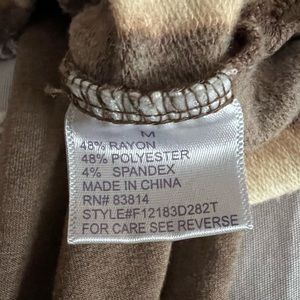 M
48% RAYON
48% POLYESTER
4% SPANDEX
MADE IN CHINA
RN# 83814
STYLE#F12183D282T
FOR CARE SEE REVERSE